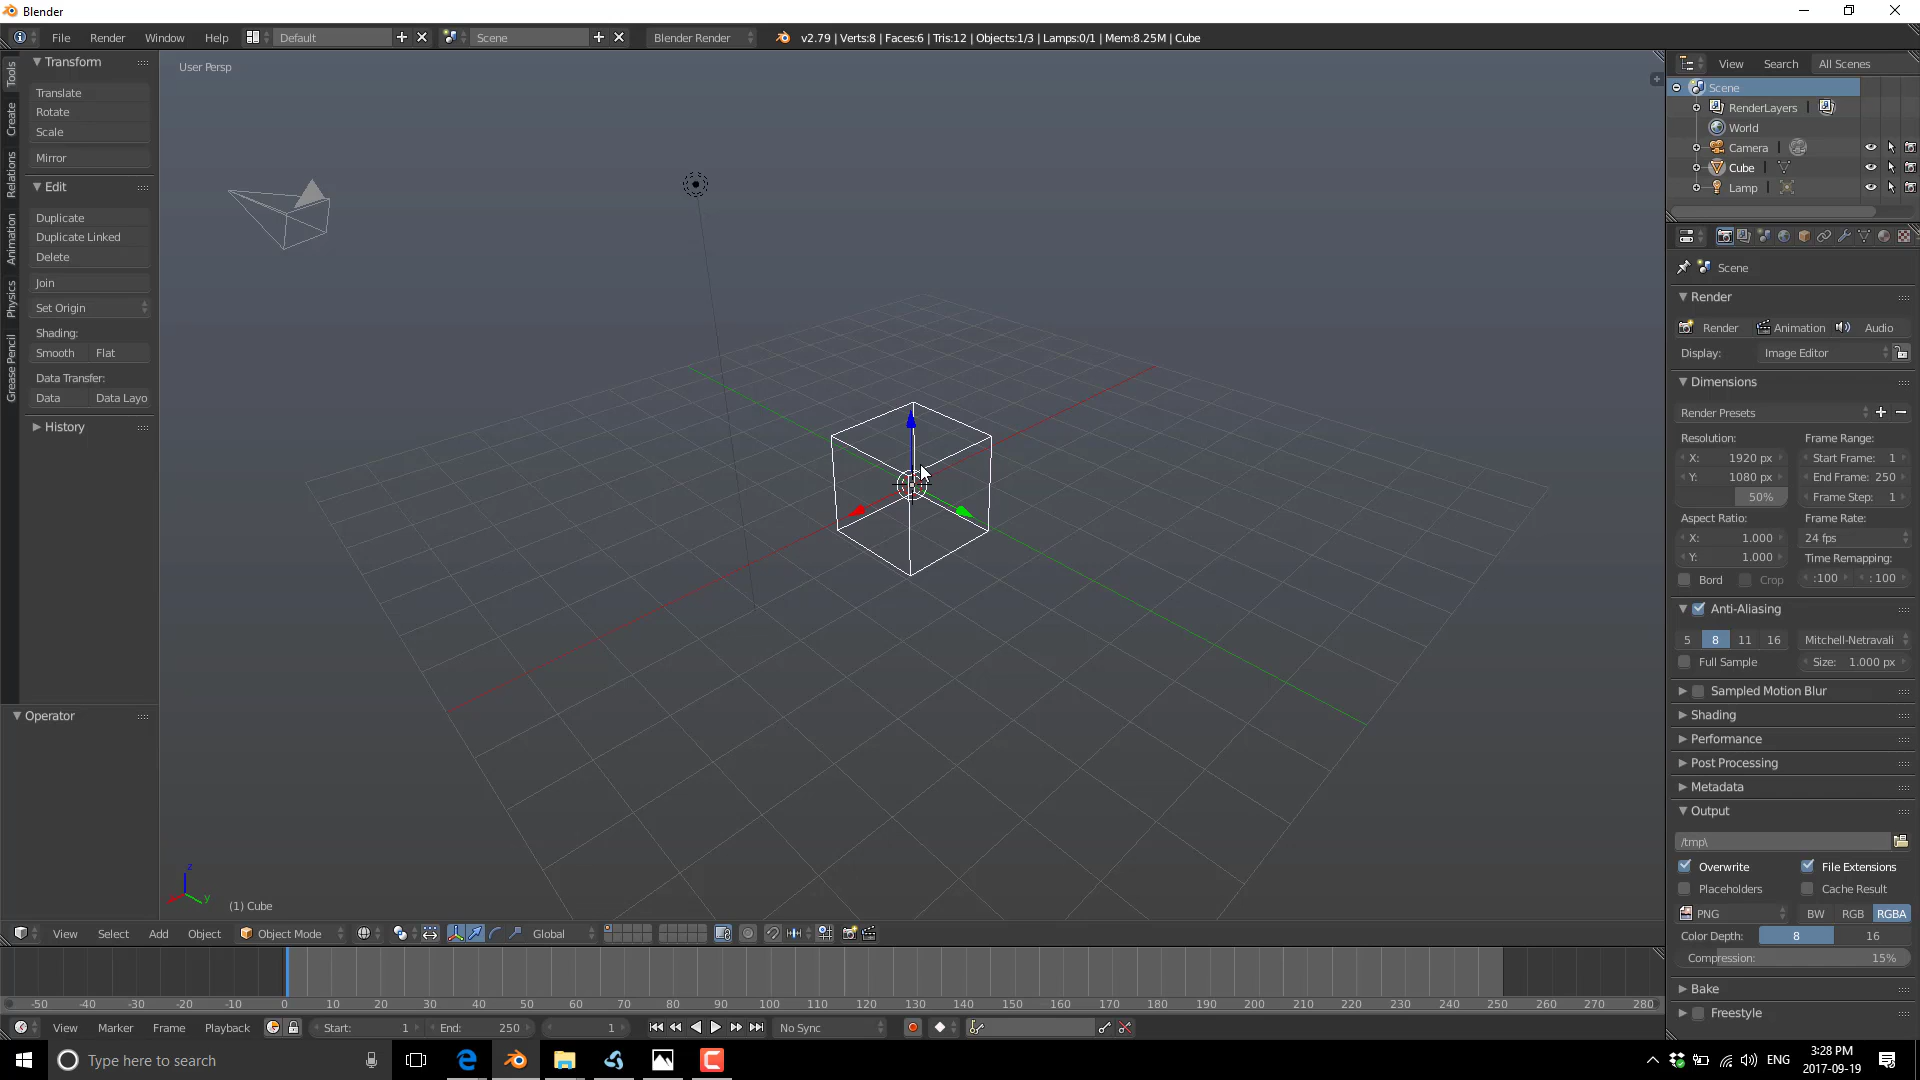 Blender
File Render Window Help Default Scene Blender Render v2.79 | Verts:8 | Faces:6 | Tris:12 | Objects:1/3 | Lamps:0/1 | Mem:8.25M | Cube
Tools
Create
Relations
Animation
Physics
Grease Pencil
Transform
Translate
Rotate
Scale
Mirror
Edit
Duplicate
Duplicate Linked
Delete
Join
Set Origin
Shading:
Smooth Flat
Data Transfer:
Data Data Layo
History
Operator
User Persp
z
y
(1) Cube
View Select Add Object Object Mode Global
-50 -40 -30 -20 -10 0 10 20 30 40 50 60 70 80 90 100 110 120 130 140 150 160 170 180 190 200 210 220 230 240 250 260 270 280
View Marker Frame Playback Start: 1 End: 250 1 No Sync
View Search All Scenes
Scene
RenderLayers
World
Camera
Cube
Lamp
Scene
Render
Render Animation Audio
Display: Image Editor
Dimensions
Render Presets
Resolution: Frame Range:
X: 1920 px Start Frame: 1
Y: 1080 px End Frame: 250
50% Frame Step: 1
Aspect Ratio: Frame Rate:
X: 1.000 24 fps
Y: 1.000 Time Remapping:
Bord Crop :100 : 100
Anti-Aliasing
5 8 11 16 Mitchell-Netravali
Full Sample Size: 1.000 px
Sampled Motion Blur
Shading
Performance
Post Processing
Metadata
Output
/tmp\
Overwrite File Extensions
Placeholders Cache Result
PNG BW RGB RGBA
Color Depth: 8 16
Compression: 15%
Bake
Freestyle
Type here to search
ENG
3:28 PM
2017-09-19